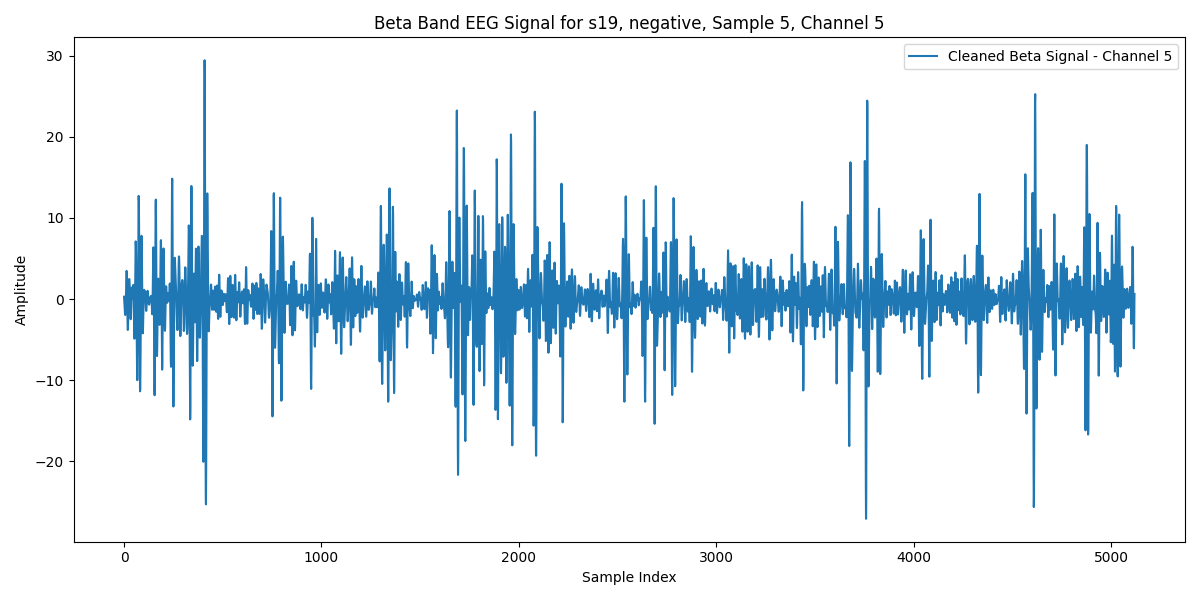 Beta Band EEG Signal for s19, negative, Sample 5, Channel 5
Cleaned Beta Signal - Channel 5
Amplitude
30
20
10
0
−10
−20
0 1000 2000 3000 4000 5000
Sample Index